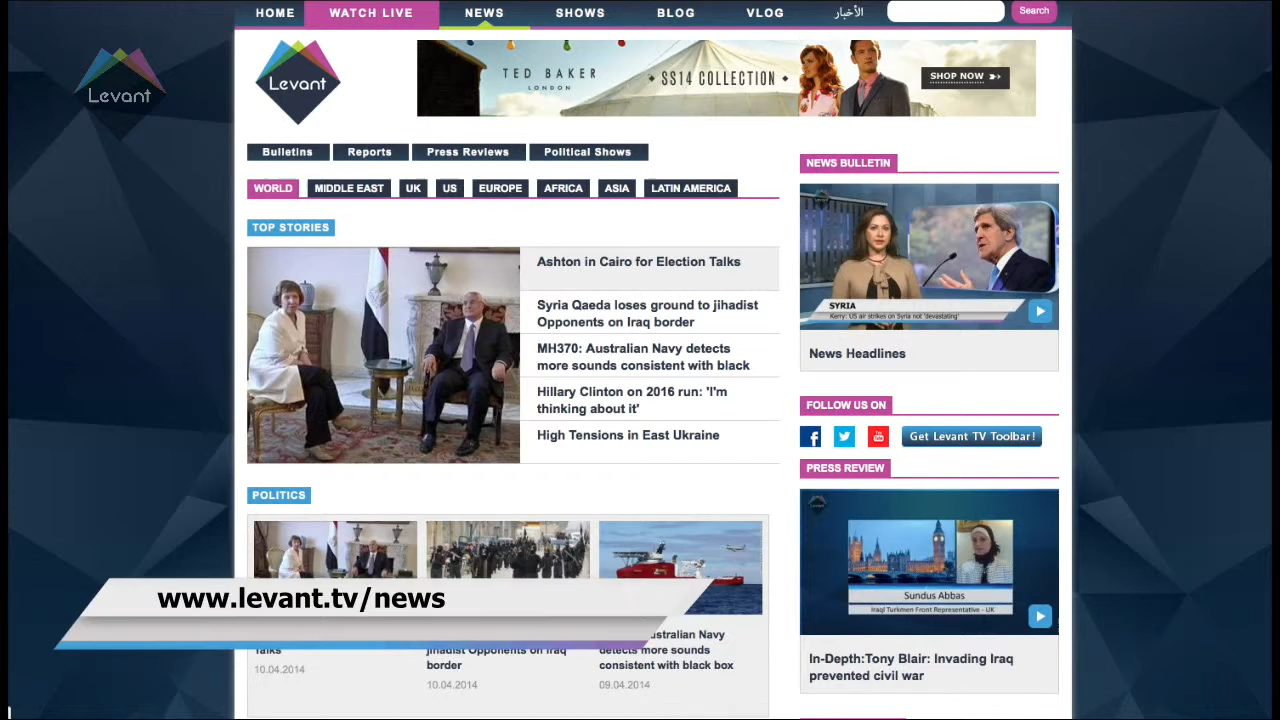 HOME
WATCH LIVE
NEWS
SHOWS
BLOG
VLOG
الأخبار
Search
Levant
Levant
TED BAKER
LONDON
SS14 COLLECTION
SHOP NOW
Bulletins
Reports
Press Reviews
Political Shows
WORLD
MIDDLE EAST
UK
US
EUROPE
AFRICA
ASIA
LATIN AMERICA
TOP STORIES
Ashton in Cairo for Election Talks
Syria Qaeda loses ground to jihadist
Opponents on Iraq border
MH370: Australian Navy detects
more sounds consistent with black
Hillary Clinton on 2016 run: 'I'm
thinking about it'
High Tensions in East Ukraine
NEWS BULLETIN
SYRIA
Kerry: US air strikes on Syria not 'devastating'
News Headlines
FOLLOW US ON
Get Levant TV Toolbar!
PRESS REVIEW
Sundus Abbas
Iraqi Turkmen Front Representative - UK
In-Depth:Tony Blair: Invading Iraq
prevented civil war
POLITICS
www.levant.tv/news
Talks
10.04.2014
jihadist Opponents on Iraq
border
10.04.2014
Navy
detects more sounds
consistent with black box
09.04.2014